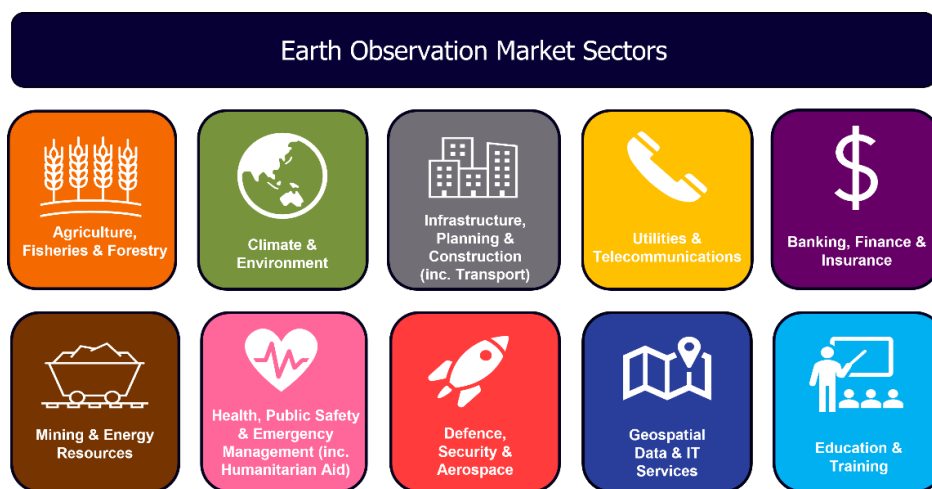 Earth Observation Market Sectors
Agriculture,
Fisheries & Forestry
Climate &
Environment
Infrastructure,
Planning &
Construction
(inc. Transport)
Utilities &
Telecommunications
Banking, Finance &
Insurance
Mining & Energy
Resources
Health, Public Safety
& Emergency
Management (inc.
Humanitarian Aid)
Defence,
Security &
Aerospace
Geospatial
Data & IT
Services
Education &
Training